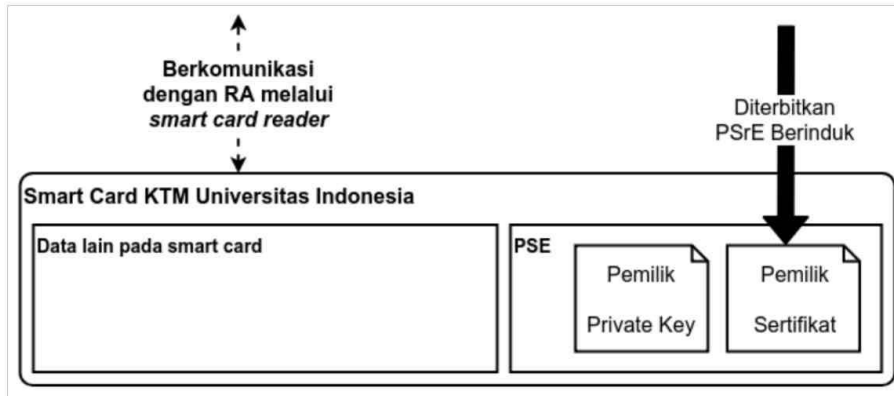 Berkomunikasi
dengan RA melalui
smart card reader
Diterbitkan
PSrE Berinduk
Smart Card KTM Universitas Indonesia
Data lain pada smart card
PSE
Pemilik
Private Key
Pemilik
Sertifikat